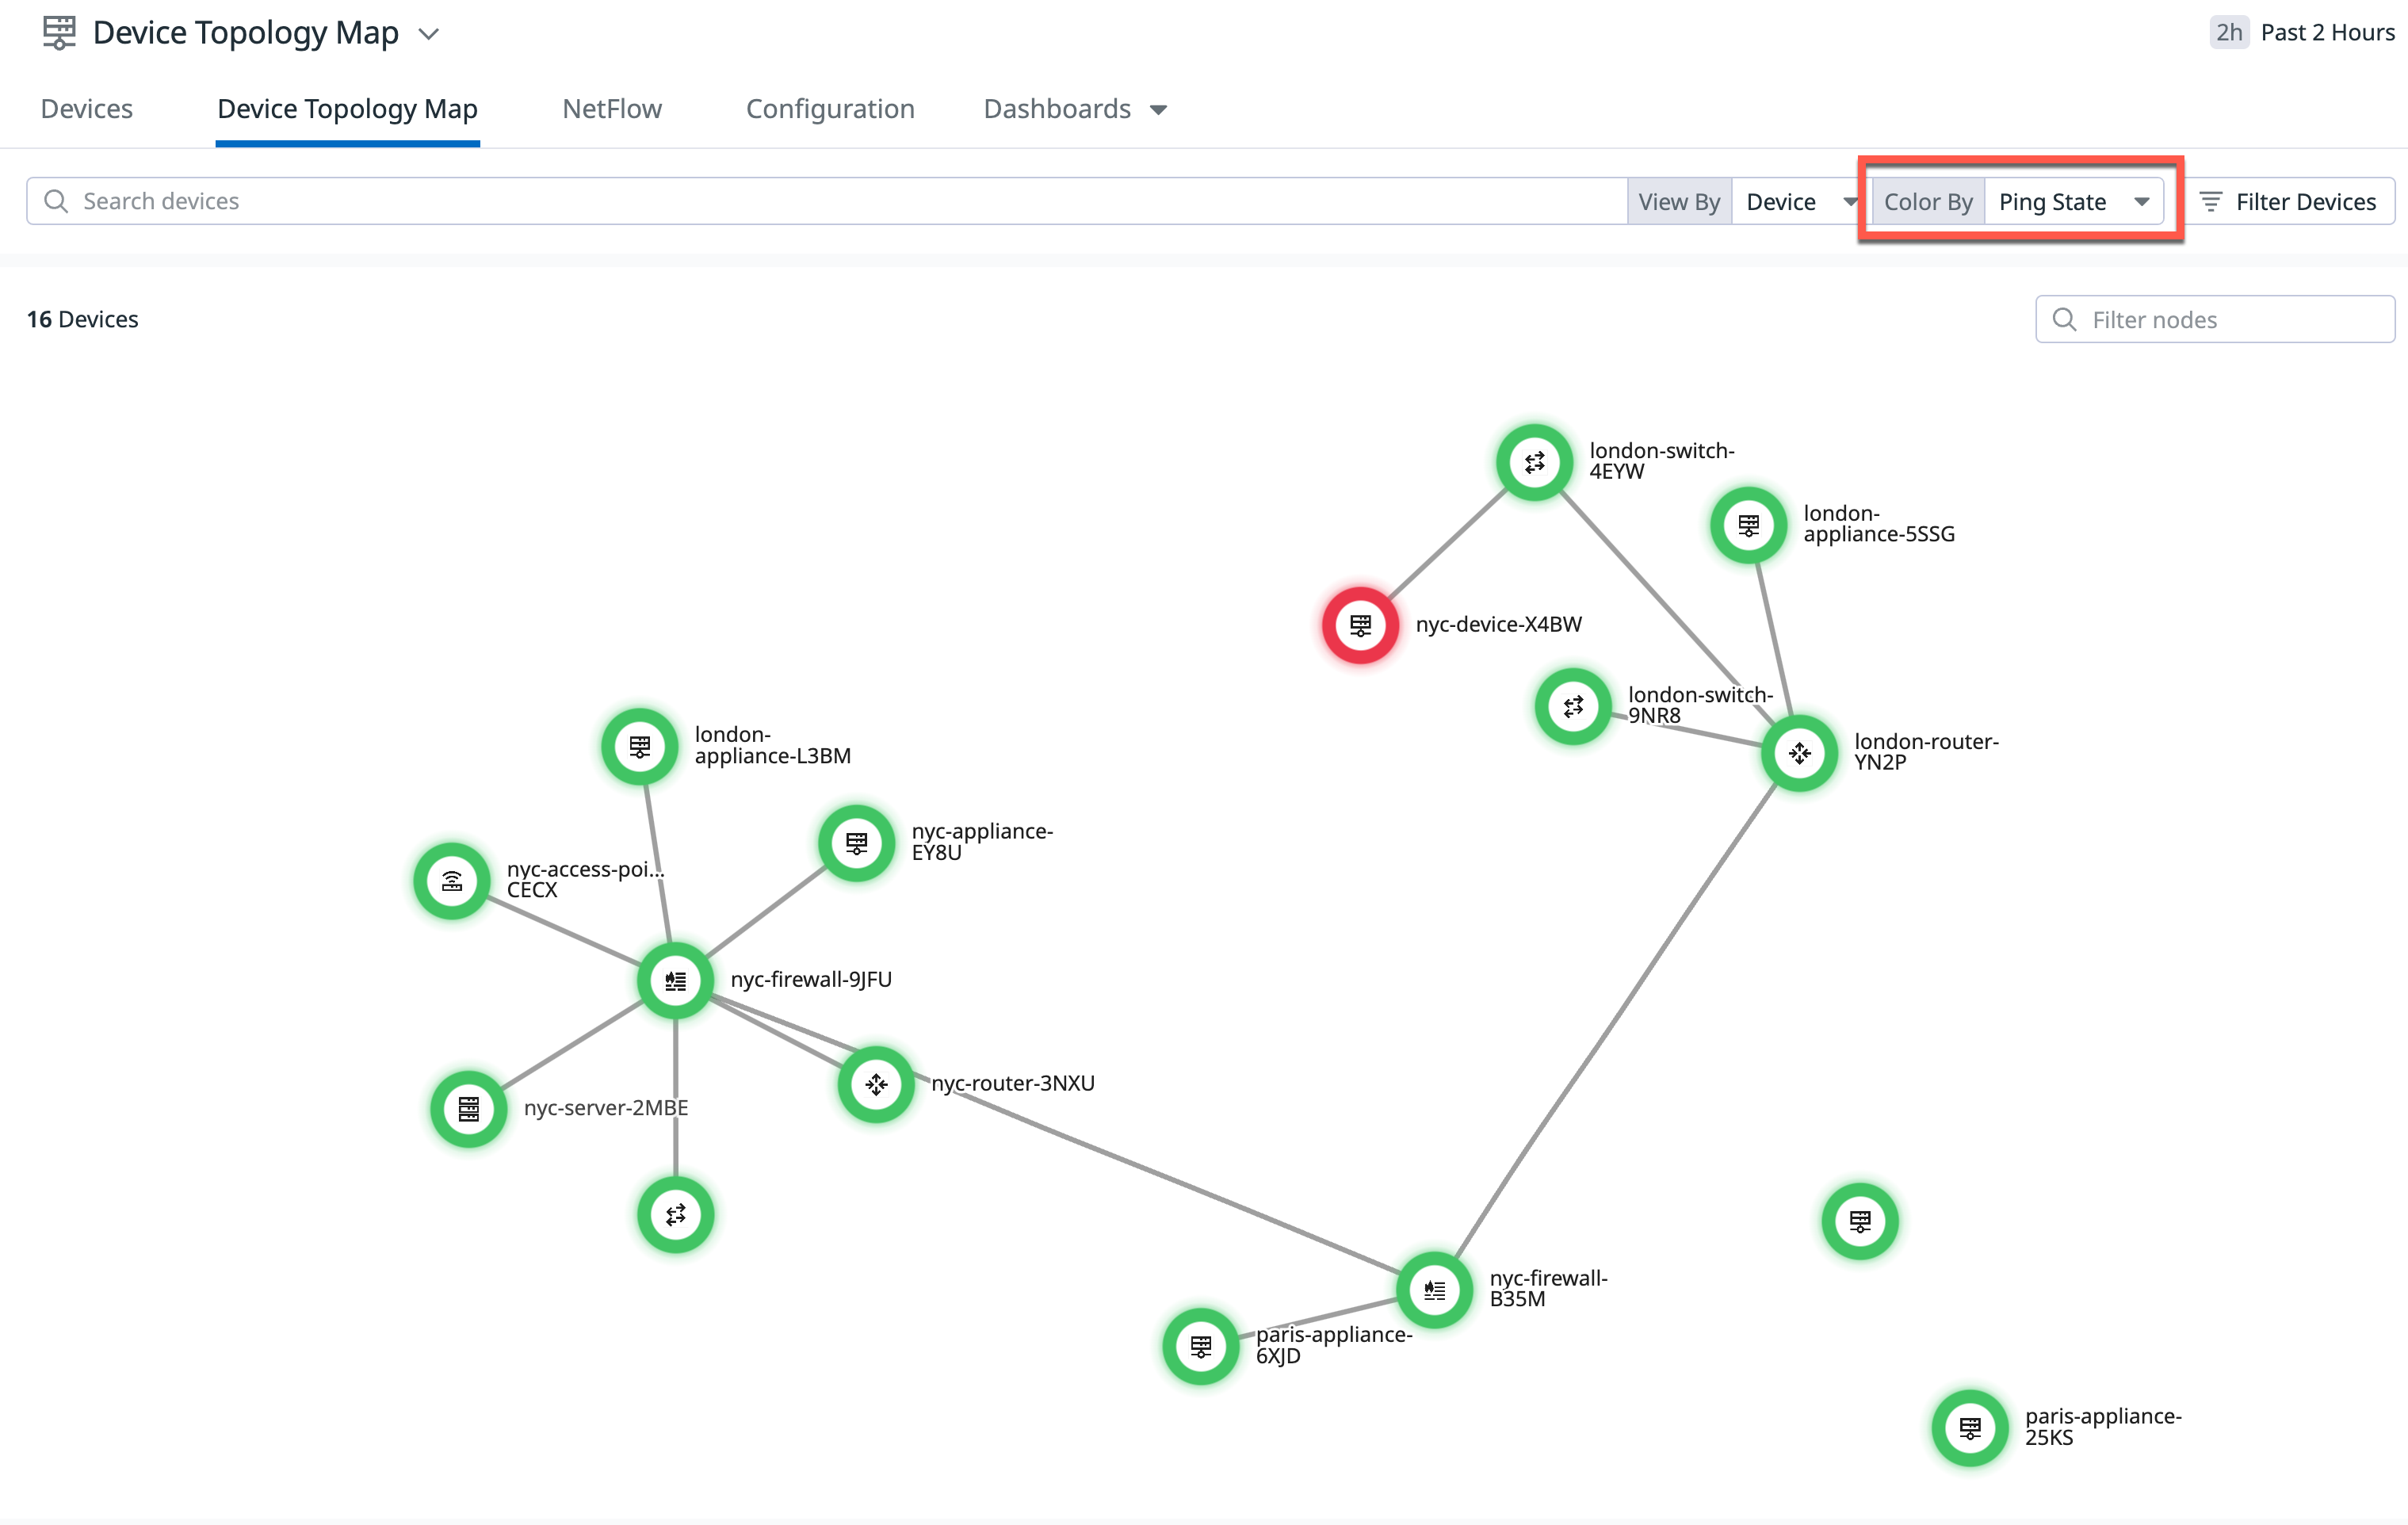 Device Topology Map
2h Past 2 Hours
Devices Device Topology Map NetFlow Configuration Dashboards
Search devices View By Device Color By Ping State Filter Devices
16 Devices Filter nodes
london-switch-
4EYW
london-
appliance-5SSG
nyc-device-X4BW
london-switch-
9NR8
london-router-
YN2P
london-
appliance-L3BM
nyc-appliance-
EY8U
nyc-access-poi...
CECX
nyc-firewall-9JFU
nyc-router-3NXU
nyc-server-2MBE
nyc-firewall-
B35M
paris-appliance-
6XJD
paris-appliance-
25KS